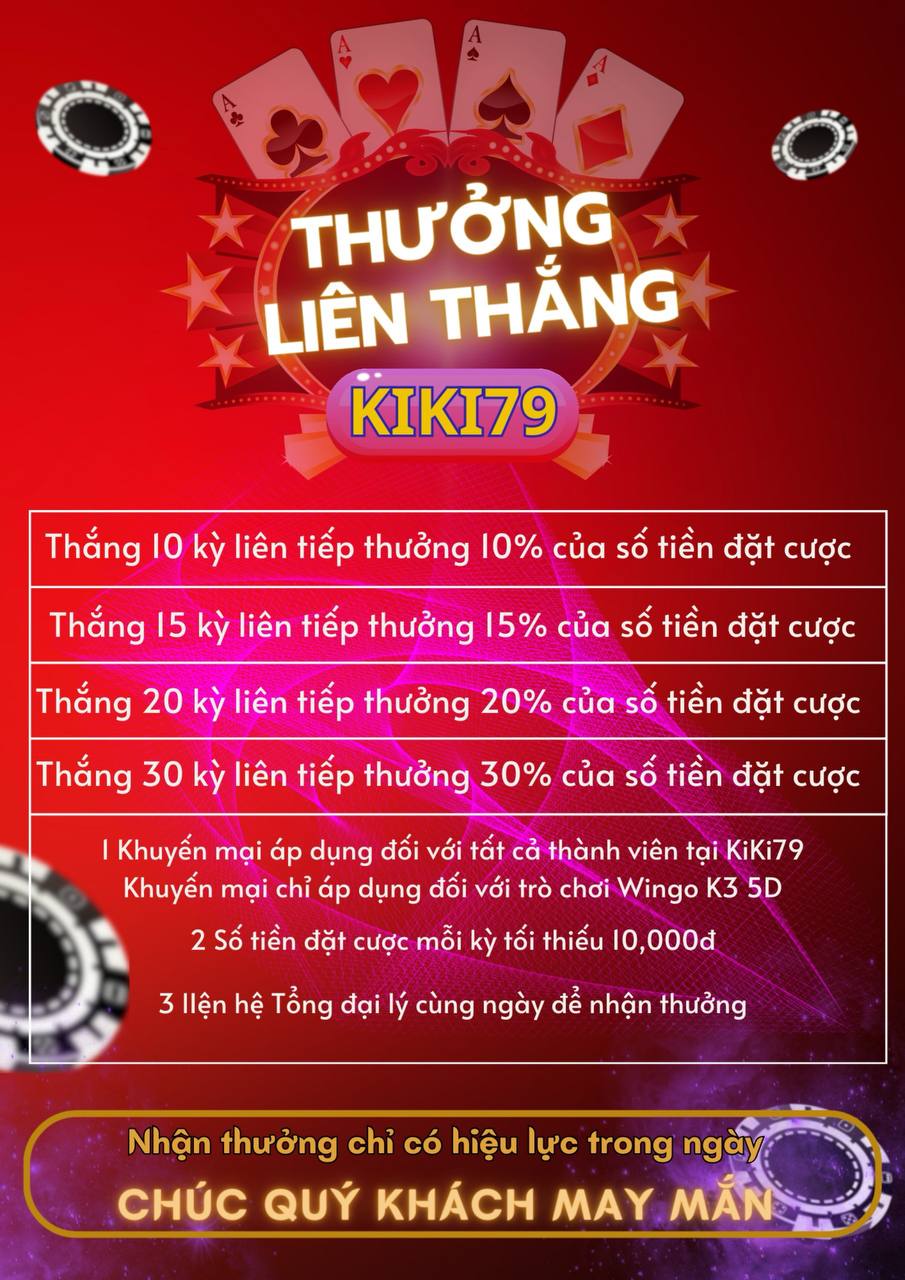 A
A
A
A
THƯỞNG
LIÊN THẮNG
KIKI79
Thắng 10 kỳ liên tiếp thưởng 10% của số tiền đặt cược
Thắng 15 kỳ liên tiếp thưởng 15% của số tiền đặt cược
Thắng 20 kỳ liên tiếp thưởng 20% của số tiền đặt cược
Thắng 30 kỳ liên tiếp thưởng 30% của số tiền đặt cược
1 Khuyến mại áp dụng đối với tất cả thành viên tại KiKi79
Khuyến mại chỉ áp dụng đối với trò chơi Wingo K3 5D
2 Số tiền đặt cược mỗi kỳ tối thiếu 10,000đ
3 lIện hệ Tổng đại lý cùng ngày để nhận thưởng
Nhận thưởng chỉ có hiệu lực trong ngày
CHÚC QUÝ KHÁCH MAY MẮN